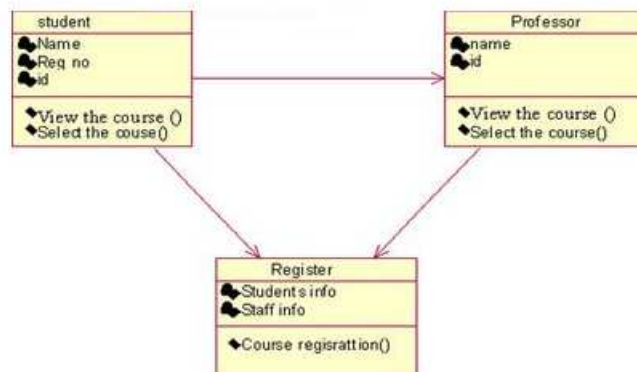 student
Name
Reg no
id
View the course ()
Select the couse()
Professor
name
id
View the course ()
Select the course()
Register
Students info
Staff info
Course regisrattion()